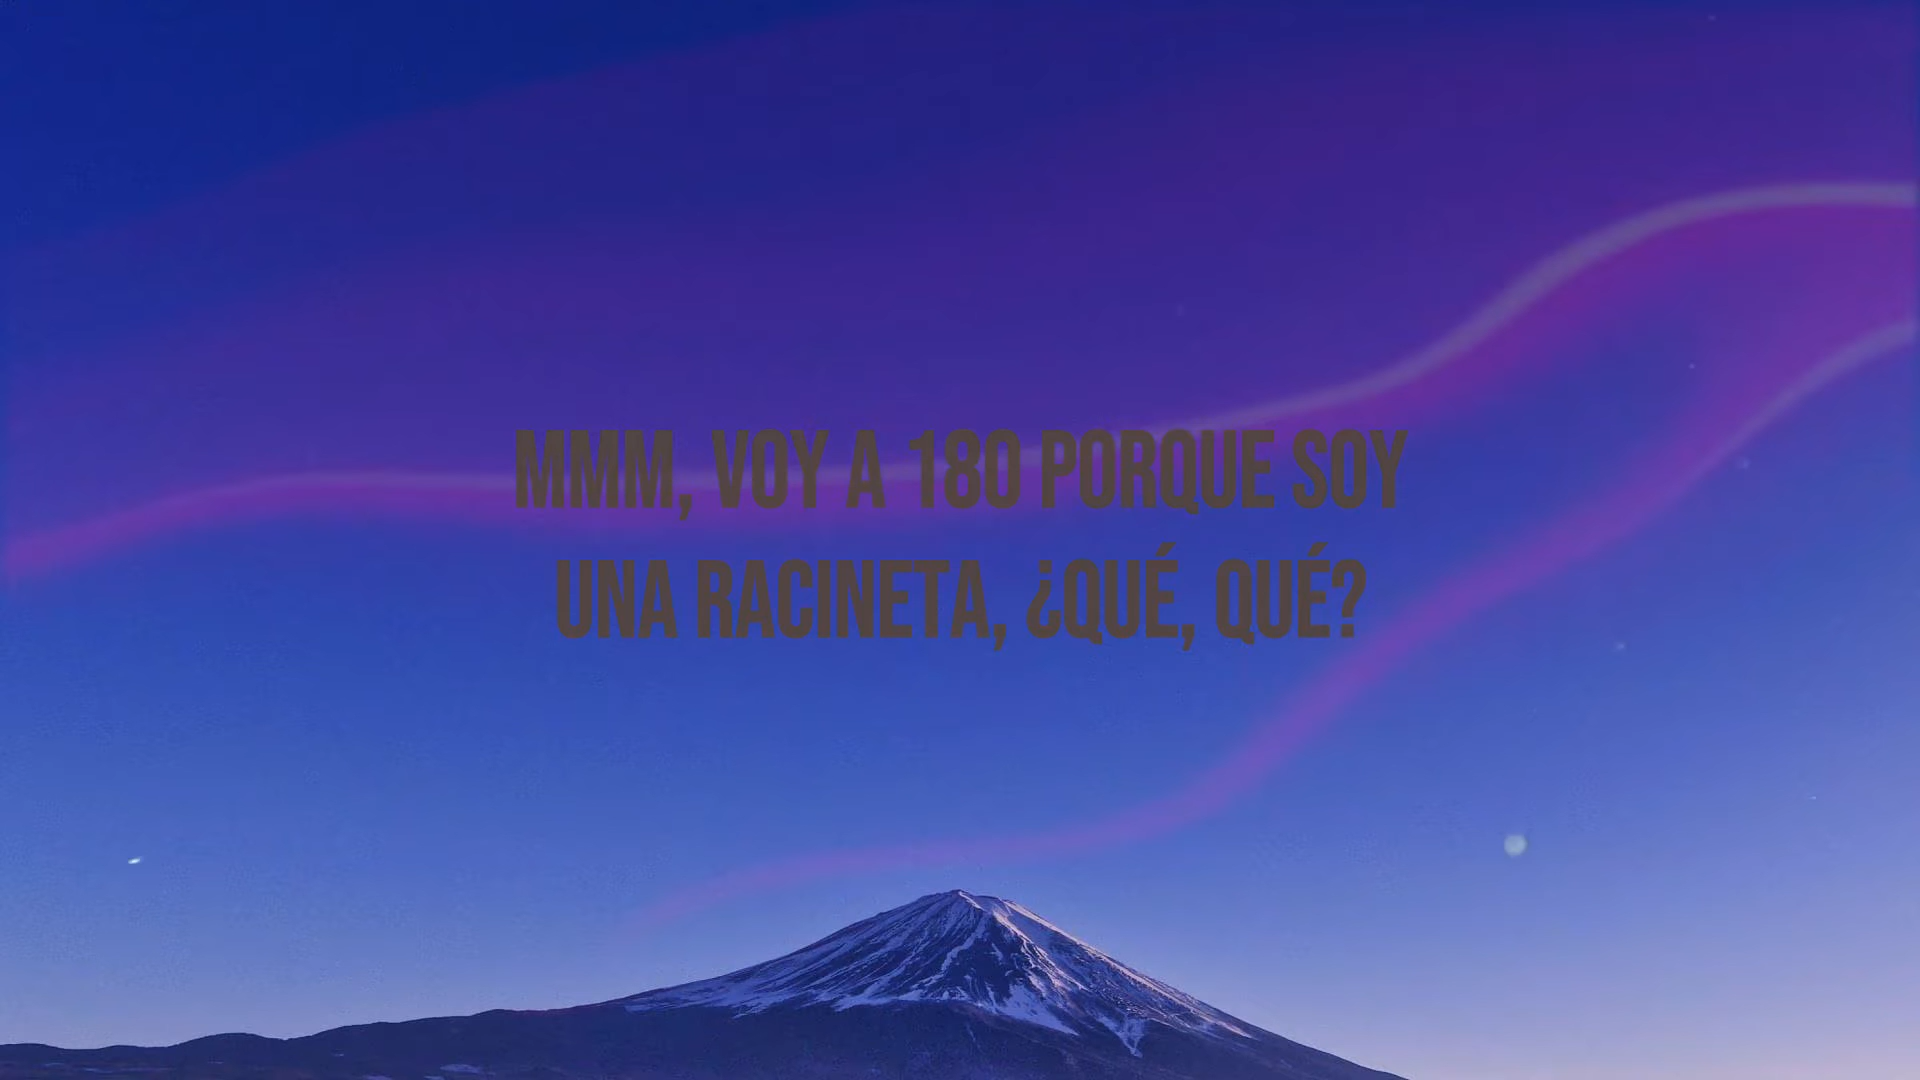 MMM, VOY A 180 PORQUE SOY
UNA RACINETA, ¿QUÉ, QUÉ?